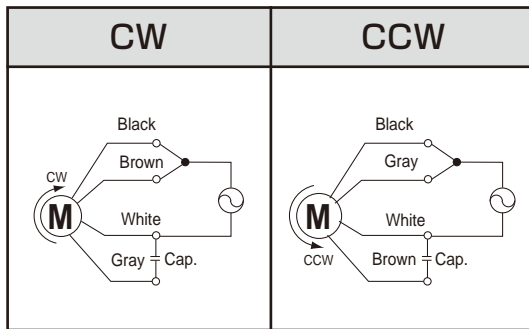 CW
CCW
Black
Brown
CW
M
White
Gray
Cap.
Black
Gray
M
White
CCW
Brown
Cap.